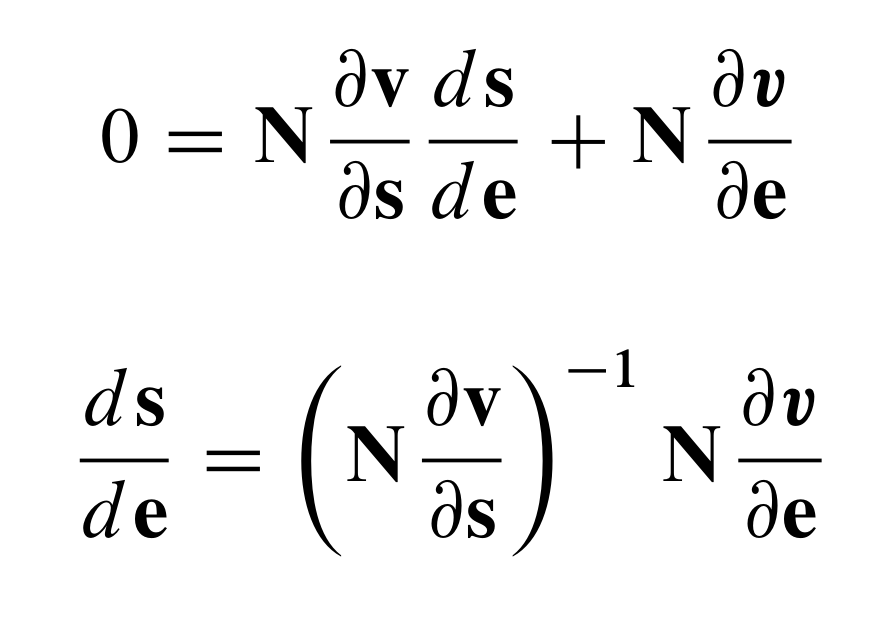 0 = N ∂v/∂s ds/de + N ∂v/∂e
ds/de = (N ∂v/∂s)⁻¹ N ∂v/∂e